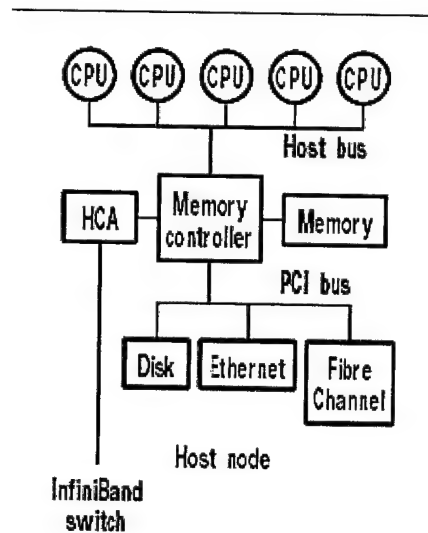 CPU CPU CPU CPU CPU
Host bus
HCA
Memory
controller
Memory
PCI bus
Disk
Ethernet
Fibre
Channel
Host node
InfiniBand
switch